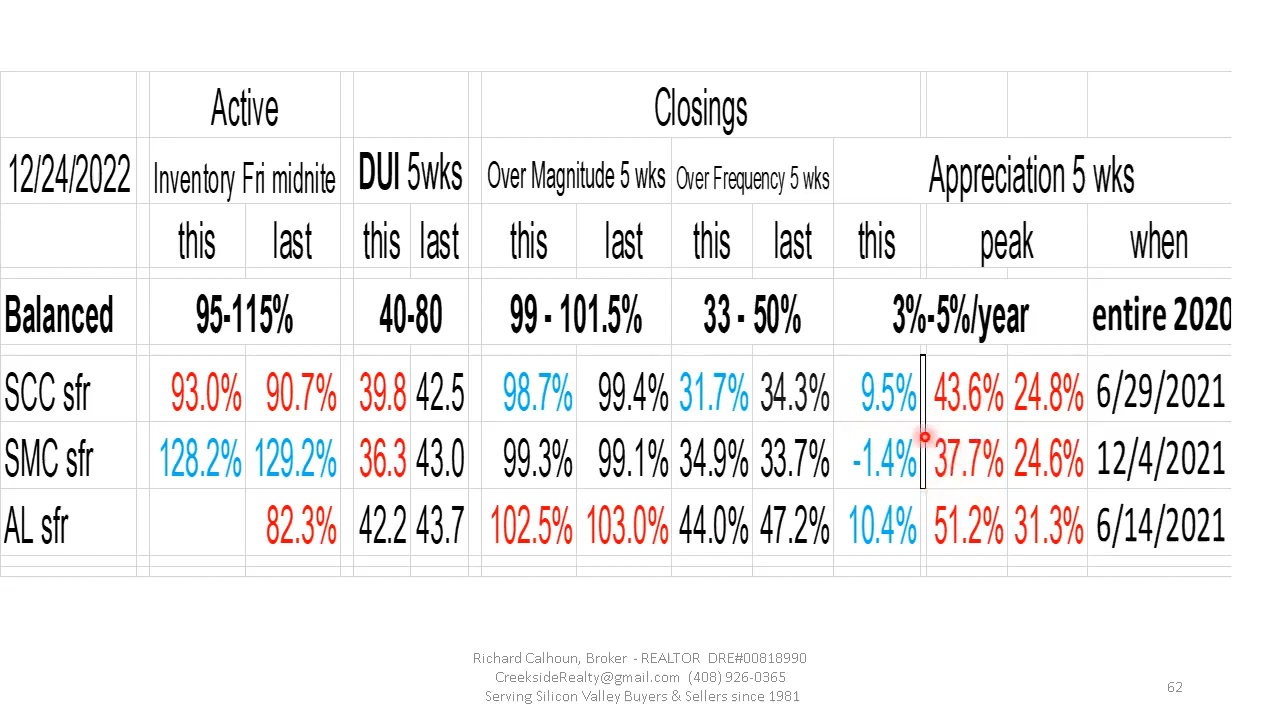 Active Closings
12/24/2022 Inventory Fri midnite DUI 5wks Over Magnitude 5 wks Over Frequency 5 wks Appreciation 5 wks
this last this last this last this last this peak when
Balanced 95-115% 40-80 99 - 101.5% 33 - 50% 3%-5%/year entire 2020
SCC sfr 93.0% 90.7% 39.8 42.5 98.7% 99.4% 31.7% 34.3% 9.5% 43.6% 24.8% 6/29/2021
SMC sfr 128.2% 129.2% 36.3 43.0 99.3% 99.1% 34.9% 33.7% -1.4% 37.7% 24.6% 12/4/2021
AL sfr 82.3% 42.2 43.7 102.5% 103.0% 44.0% 47.2% 10.4% 51.2% 31.3% 6/14/2021
Richard Calhoun, Broker - REALTOR DRE#00818990
CreeksideRealty@gmail.com (408) 926-0365
Serving Silicon Valley Buyers & Sellers since 1981
62